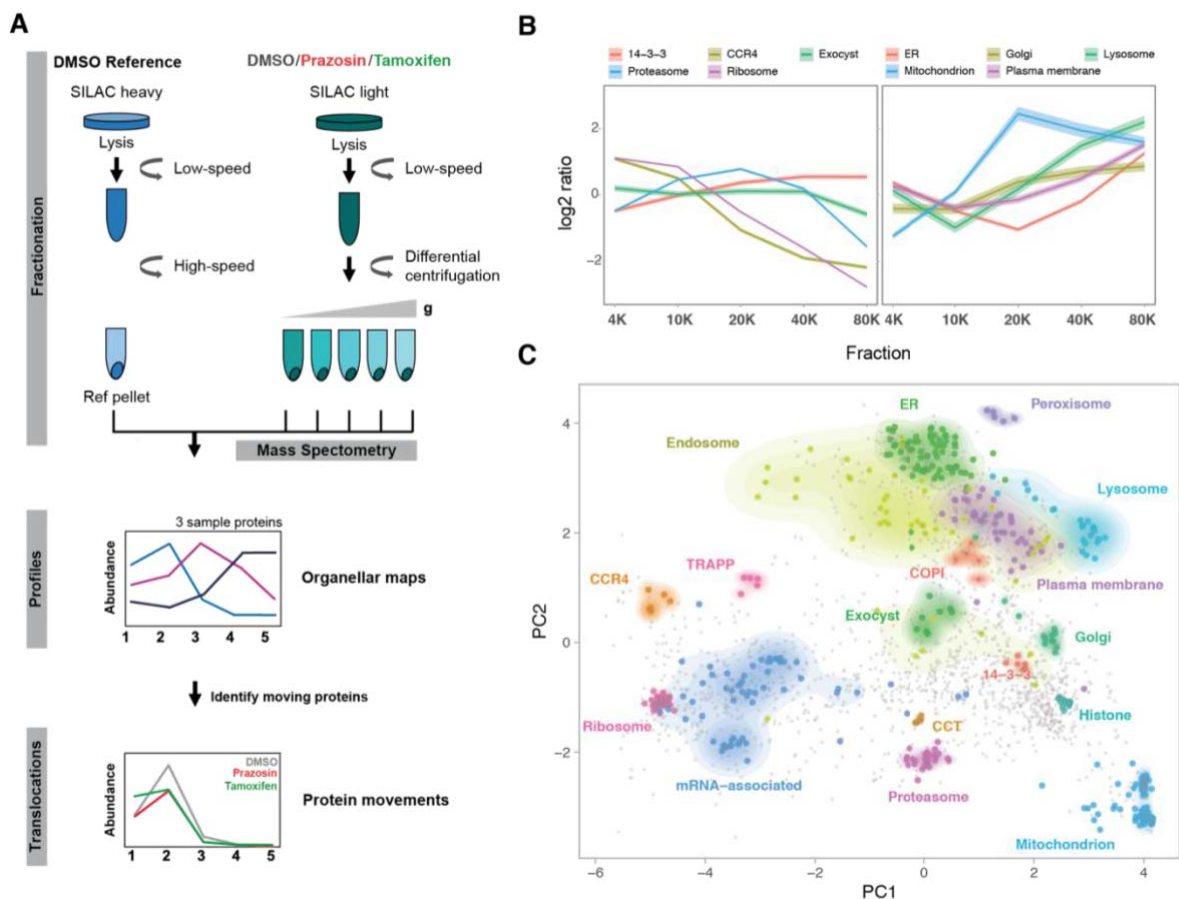 A
DMSO Reference
DMSO/Prazosin/Tamoxifen
SILAC heavy
SILAC light
Lysis
Lysis
Low-speed
Low-speed
High-speed
Differential
centrifugation
g
Ref pellet
Mass Spectometry
Fractionation
3 sample proteins
Abundance
1 2 3 4 5
Organellar maps
Profiles
Identify moving proteins
DMSO
Prazosin
Tamoxifen
Abundance
1 2 3 4 5
Protein movements
Translocations
B
14-3-3 CCR4 Exocyst ER Golgi Lysosome
Proteasome Ribosome Mitochondrion Plasma membrane
log2 ratio
2
0
−2
4K 10K 20K 40K 80K 4K 10K 20K 40K 80K
Fraction
C
ER
Peroxisome
Endosome
Lysosome
TRAPP
CCR4
COPI
Plasma membrane
Exocyst
Golgi
14-3-3
Ribosome
CCT
Histone
mRNA-associated
Proteasome
Mitochondrion
PC2
4
2
0
−2
−6 −4 −2 0 2 4
PC1